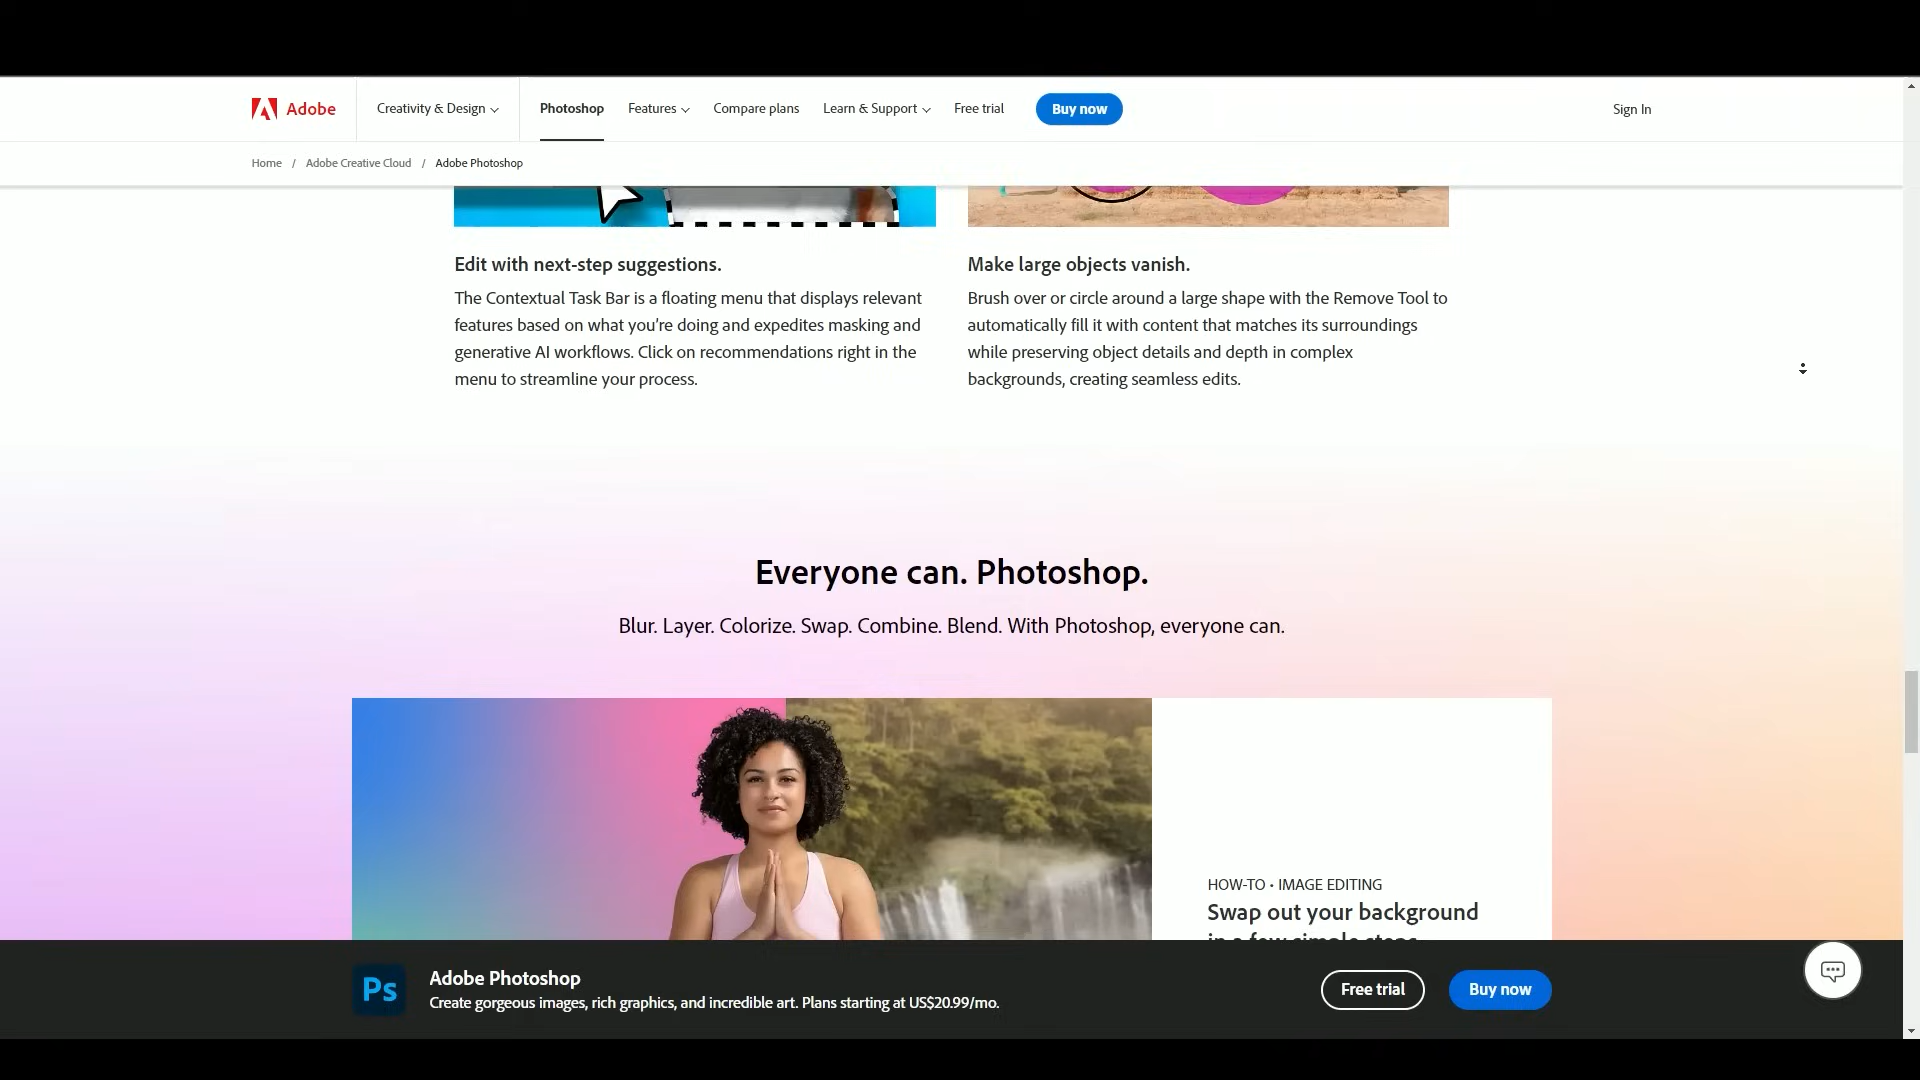 Adobe
Creativity & Design
Photoshop
Features
Compare plans
Learn & Support
Free trial
Buy now
Sign In
Home / Adobe Creative Cloud / Adobe Photoshop
Edit with next-step suggestions.
The Contextual Task Bar is a floating menu that displays relevant
features based on what you’re doing and expedites masking and
generative AI workflows. Click on recommendations right in the
menu to streamline your process.
Make large objects vanish.
Brush over or circle around a large shape with the Remove Tool to
automatically fill it with content that matches its surroundings
while preserving object details and depth in complex
backgrounds, creating seamless edits.
Everyone can. Photoshop.
Blur. Layer. Colorize. Swap. Combine. Blend. With Photoshop, everyone can.
HOW-TO • IMAGE EDITING
Swap out your background
in a few simple steps
Ps
Adobe Photoshop
Create gorgeous images, rich graphics, and incredible art. Plans starting at US$20.99/mo.
Free trial
Buy now